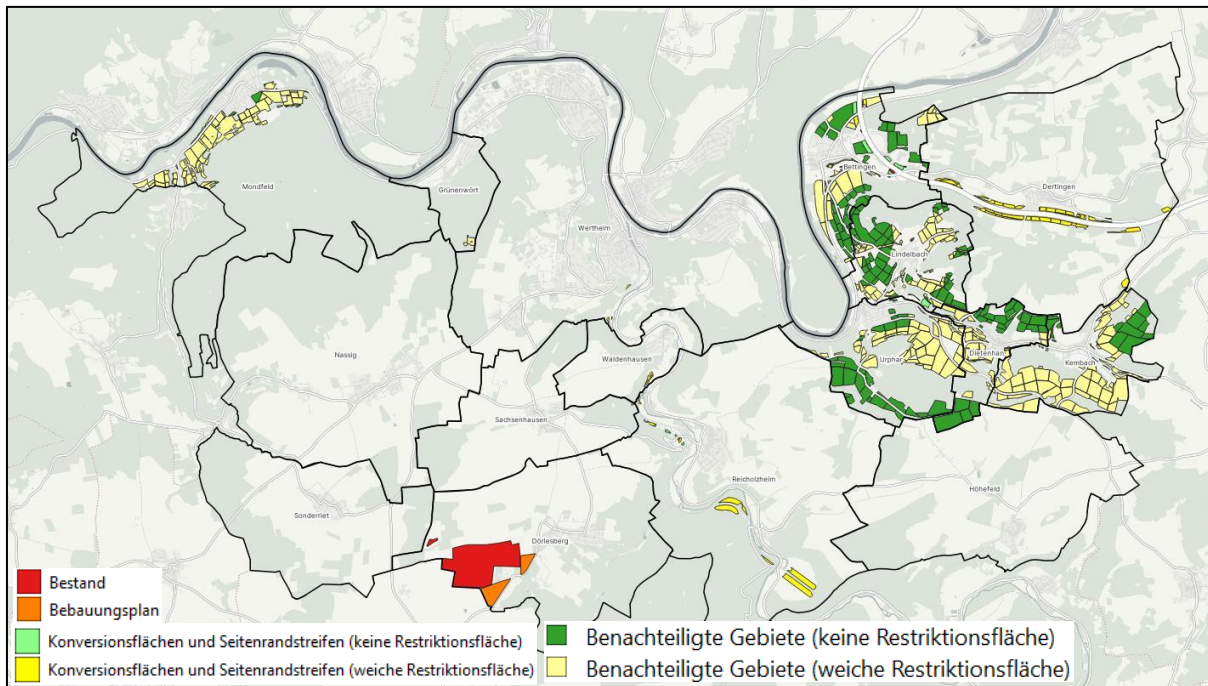 Mondfeld
Grünenwört
Wertheim
Bettingen
Dertingen
Lindelbach
Nassig
Waldenhausen
Urphar
Dietenhan
Kembach
Sachsenhausen
Reicholzheim
Höhefeld
Sonderriet
Dörlesberg
Bestand
Bebauungsplan
Konversionsflächen und Seitenrandstreifen (keine Restriktionsfläche)
Konversionsflächen und Seitenrandstreifen (weiche Restriktionsfläche)
Benachteiligte Gebiete (keine Restriktionsfläche)
Benachteiligte Gebiete (weiche Restriktionsfläche)